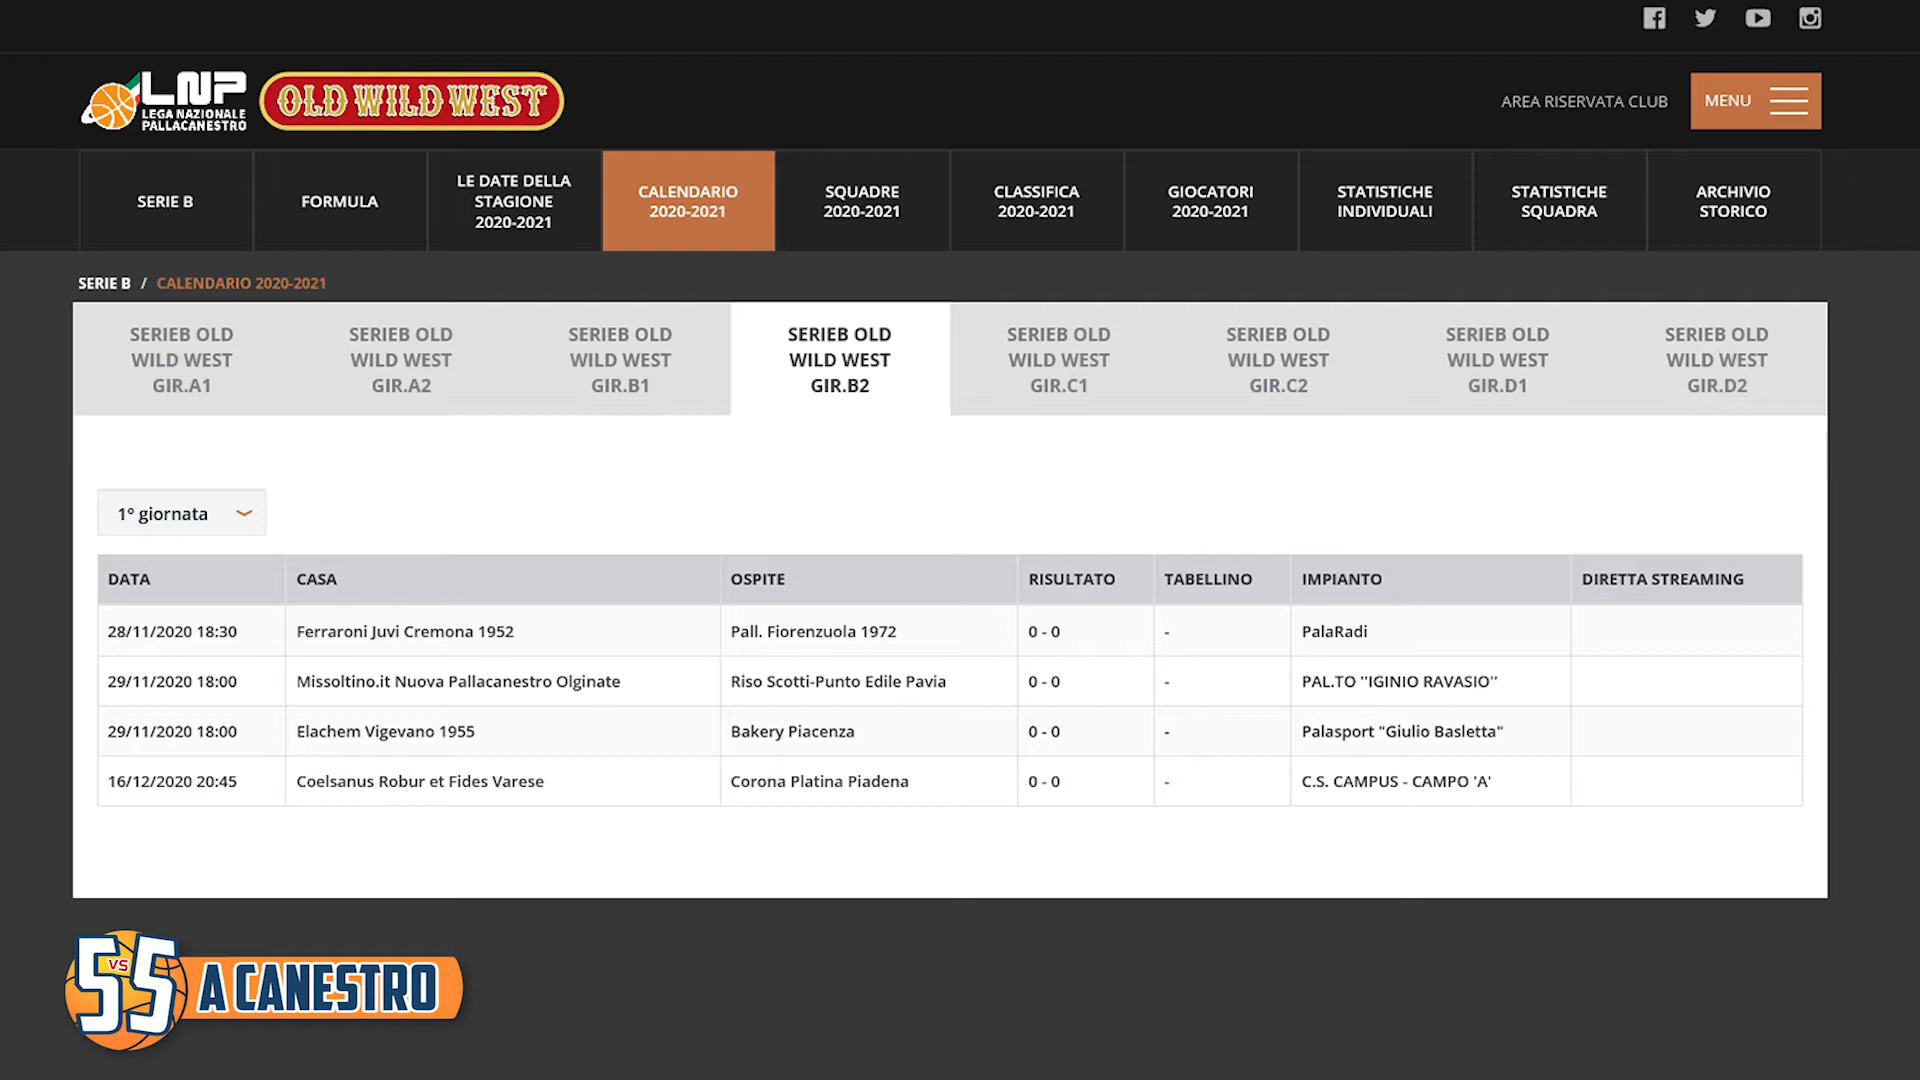 LNP
LEGA NAZIONALE
PALLACANESTRO
OLD WILD WEST
AREA RISERVATA CLUB
MENU
SERIE B
FORMULA
LE DATE DELLA
STAGIONE
2020-2021
CALENDARIO
2020-2021
SQUADRE
2020-2021
CLASSIFICA
2020-2021
GIOCATORI
2020-2021
STATISTICHE
INDIVIDUALI
STATISTICHE
SQUADRA
ARCHIVIO
STORICO
SERIE B / CALENDARIO 2020-2021
SERIEB OLD
WILD WEST
GIR.A1
SERIEB OLD
WILD WEST
GIR.A2
SERIEB OLD
WILD WEST
GIR.B1
SERIEB OLD
WILD WEST
GIR.B2
SERIEB OLD
WILD WEST
GIR.C1
SERIEB OLD
WILD WEST
GIR.C2
SERIEB OLD
WILD WEST
GIR.D1
SERIEB OLD
WILD WEST
GIR.D2
1° giornata
DATA CASA OSPITE RISULTATO TABELLINO IMPIANTO DIRETTA STREAMING
28/11/2020 18:30 Ferraroni Juvi Cremona 1952 Pall. Fiorenzuola 1972 0 - 0 - PalaRadi
29/11/2020 18:00 Missoltino.it Nuova Pallacanestro Olginate Riso Scotti-Punto Edile Pavia 0 - 0 - PAL.TO ''IGINIO RAVASIO''
29/11/2020 18:00 Elachem Vigevano 1955 Bakery Piacenza 0 - 0 - Palasport "Giulio Basletta"
16/12/2020 20:45 Coelsanus Robur et Fides Varese Corona Platina Piadena 0 - 0 - C.S. CAMPUS - CAMPO 'A'
5 VS 5 A CANESTRO